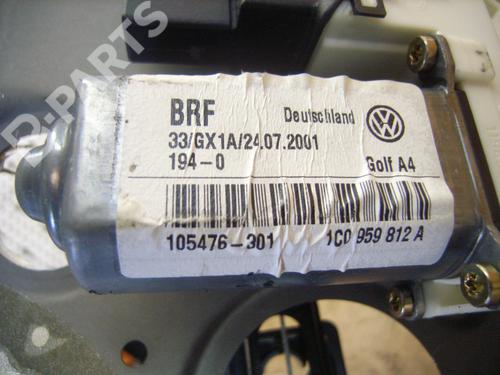 B-PARTS
BRF Deutschland
33/GX1A/24.07.2001
194-0 Golf A4
105476-301 1C0 959 812 A